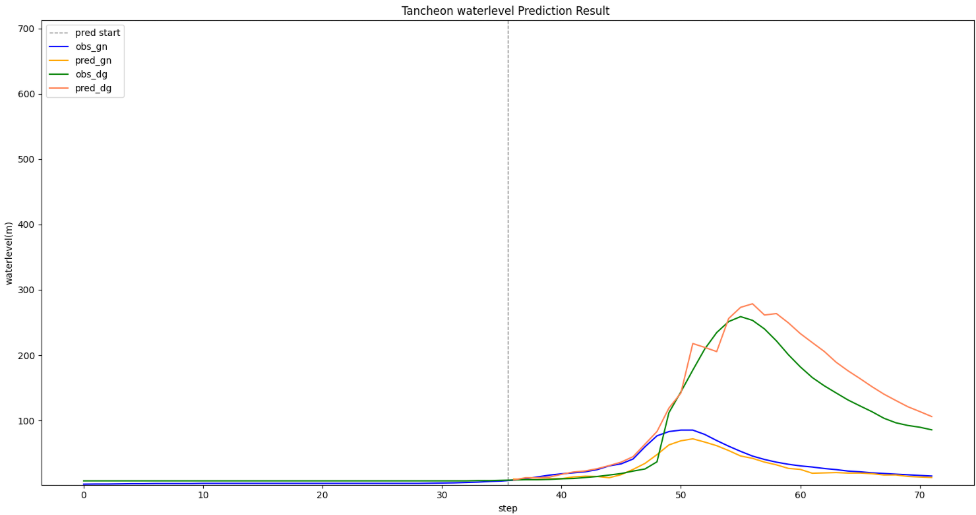 Tancheon waterlevel Prediction Result
pred start
obs_gn
pred_gn
obs_dg
pred_dg
700
600
500
400
300
200
100
waterlevel(m)
0 10 20 30 40 50 60 70
step